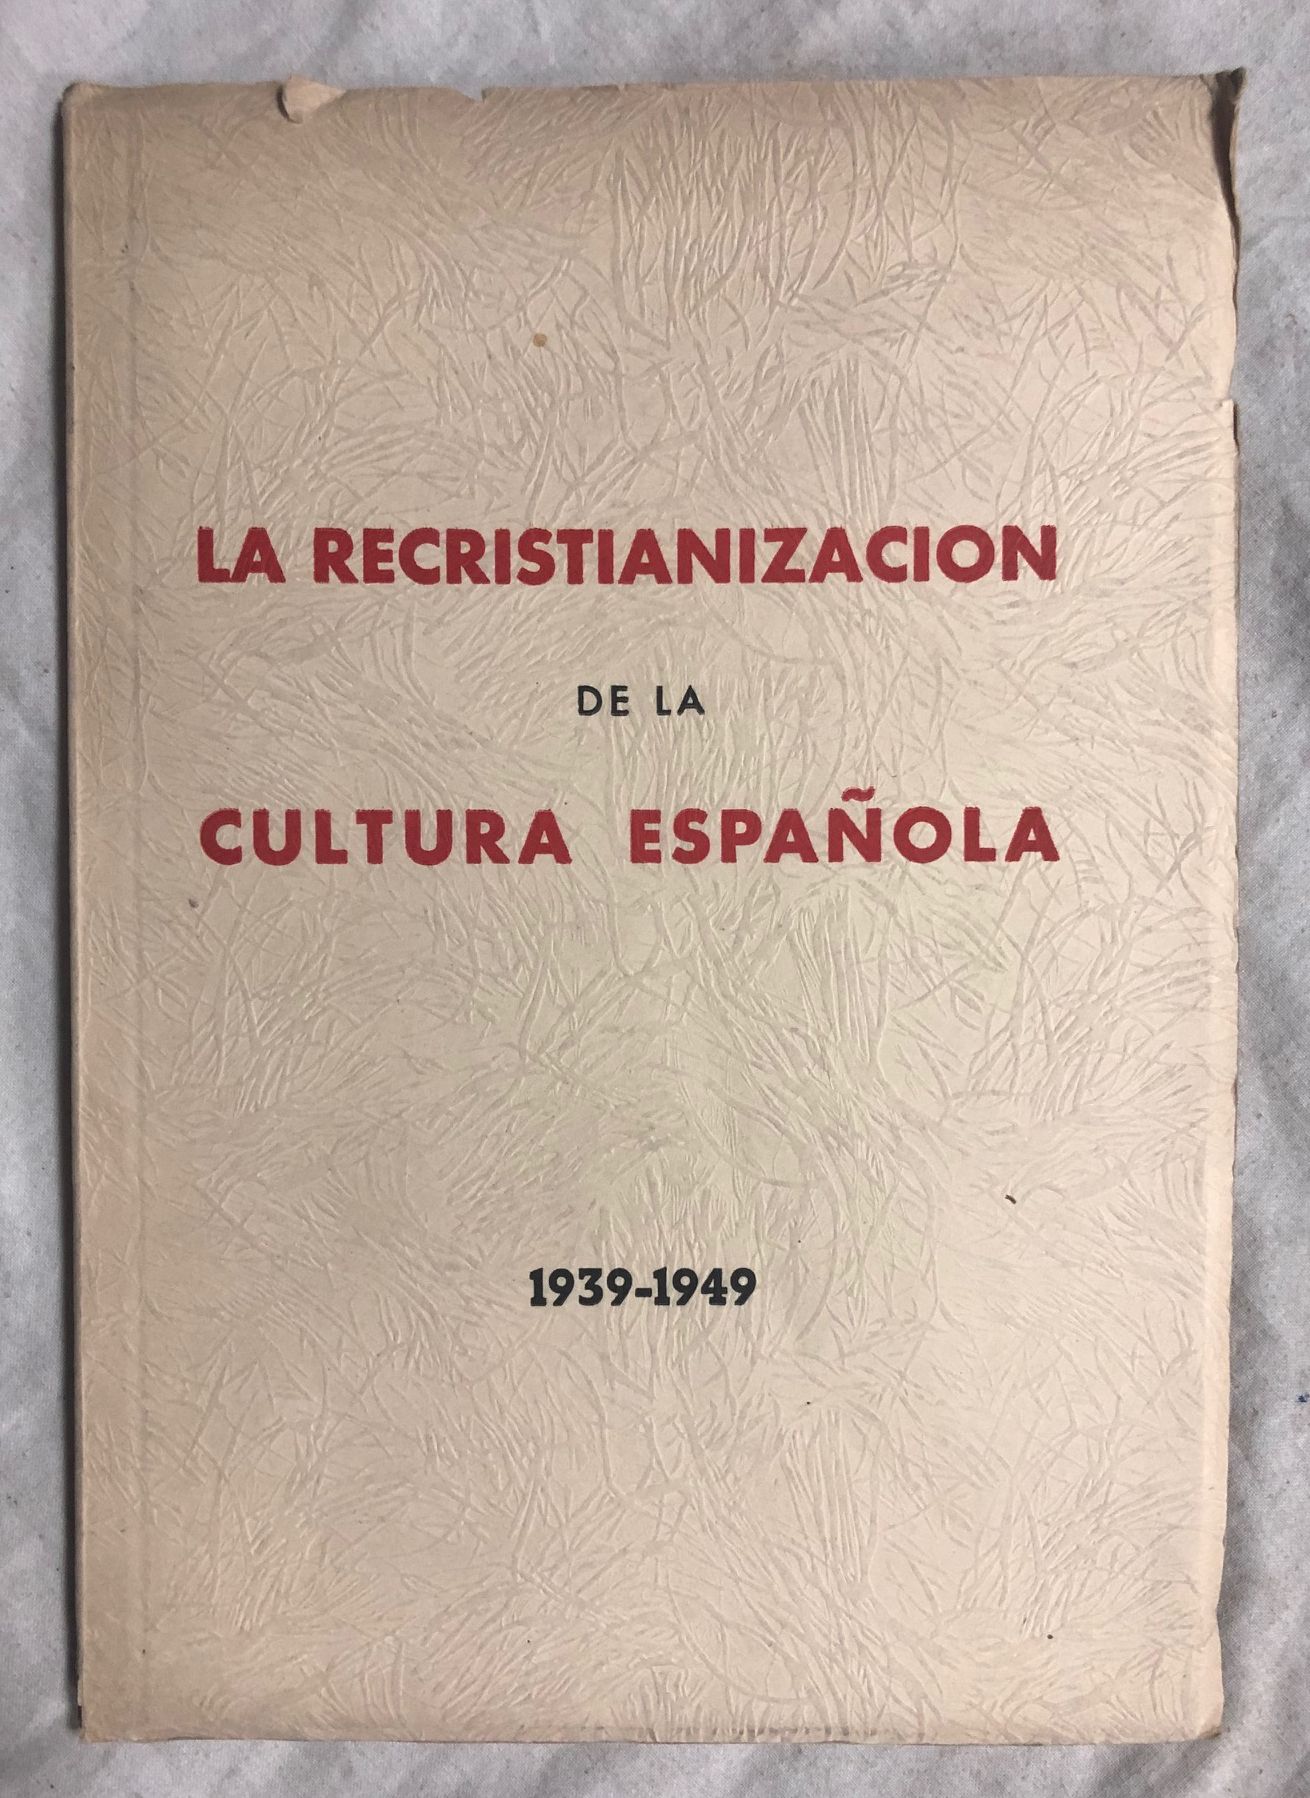 LA RECRISTIANIZACION
DE LA
CULTURA ESPAÑOLA
1939-1949